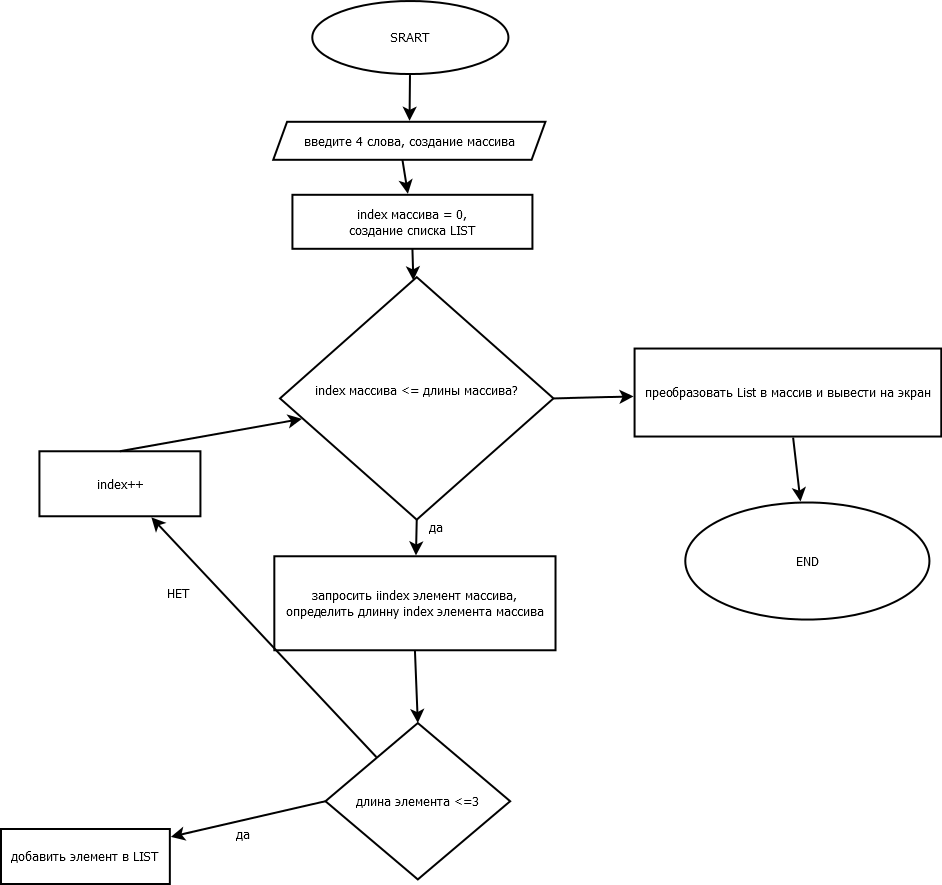 SRART
введите 4 слова, создание массива
index массива = 0,
создание списка LIST
index массива <= длины массива?
преобразовать List в массив и вывести на экран
index++
да
END
запросить iindex элемент массива,
определить длинну index элемента массива
НЕТ
длина элемента <=3
да
добавить элемент в LIST